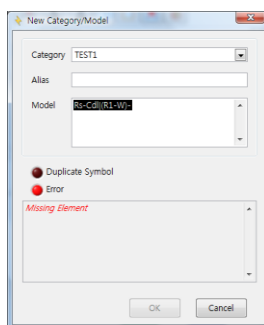 New Category/Model
Category TEST1
Alias
Model Rs-Cdl|(R1-W)-
Duplicate Symbol
Error
Missing Element
OK Cancel